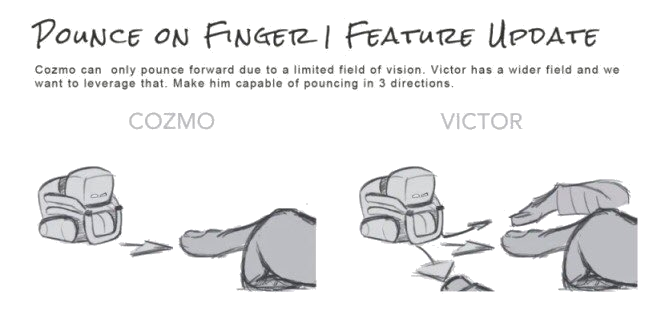 Pounce on Finger | Feature Update
Cozmo can only pounce forward due to a limited field of vision. Victor has a wider field and we
want to leverage that. Make him capable of pouncing in 3 directions.
COZMO
VICTOR